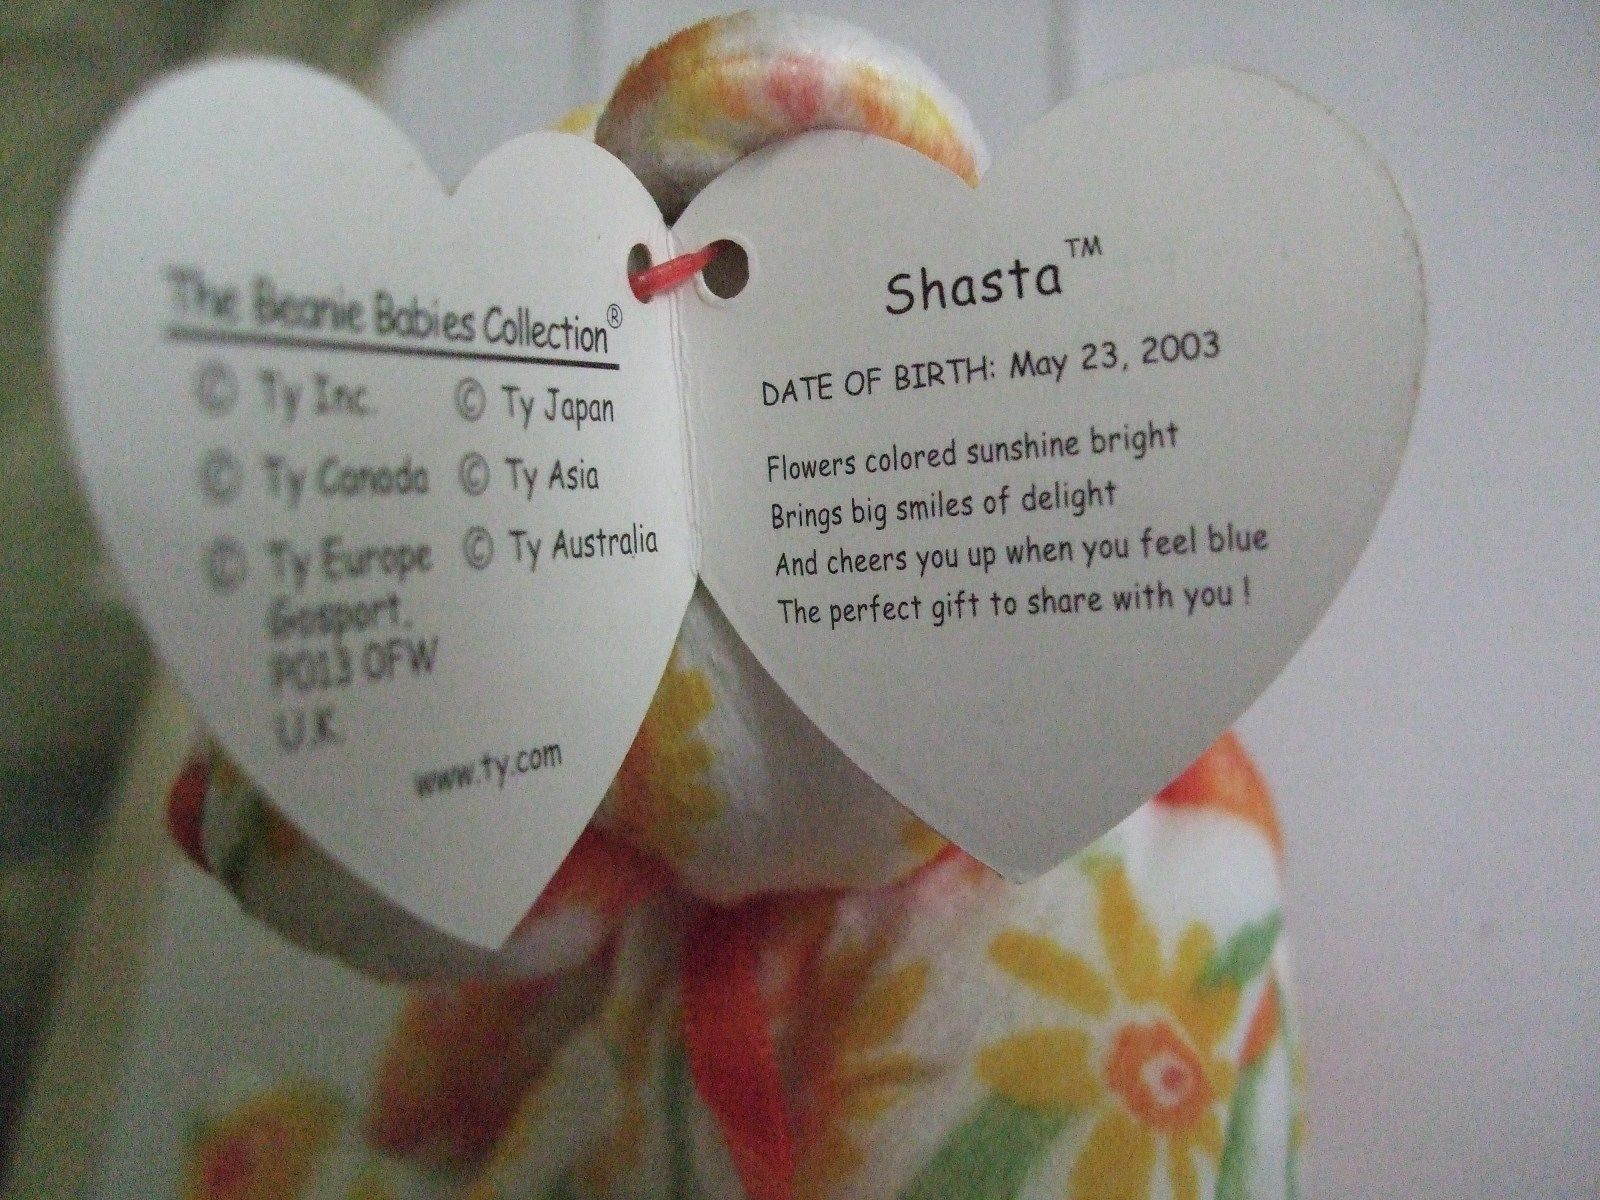 The Beanie Babies Collection®
© Ty Inc. © Ty Japan
© Ty Canada © Ty Asia
© Ty Europe © Ty Australia
Gosport,
PO13 0FW
U.K.
www.ty.com
Shasta™
DATE OF BIRTH: May 23, 2003
Flowers colored sunshine bright
Brings big smiles of delight
And cheers you up when you feel blue
The perfect gift to share with you !